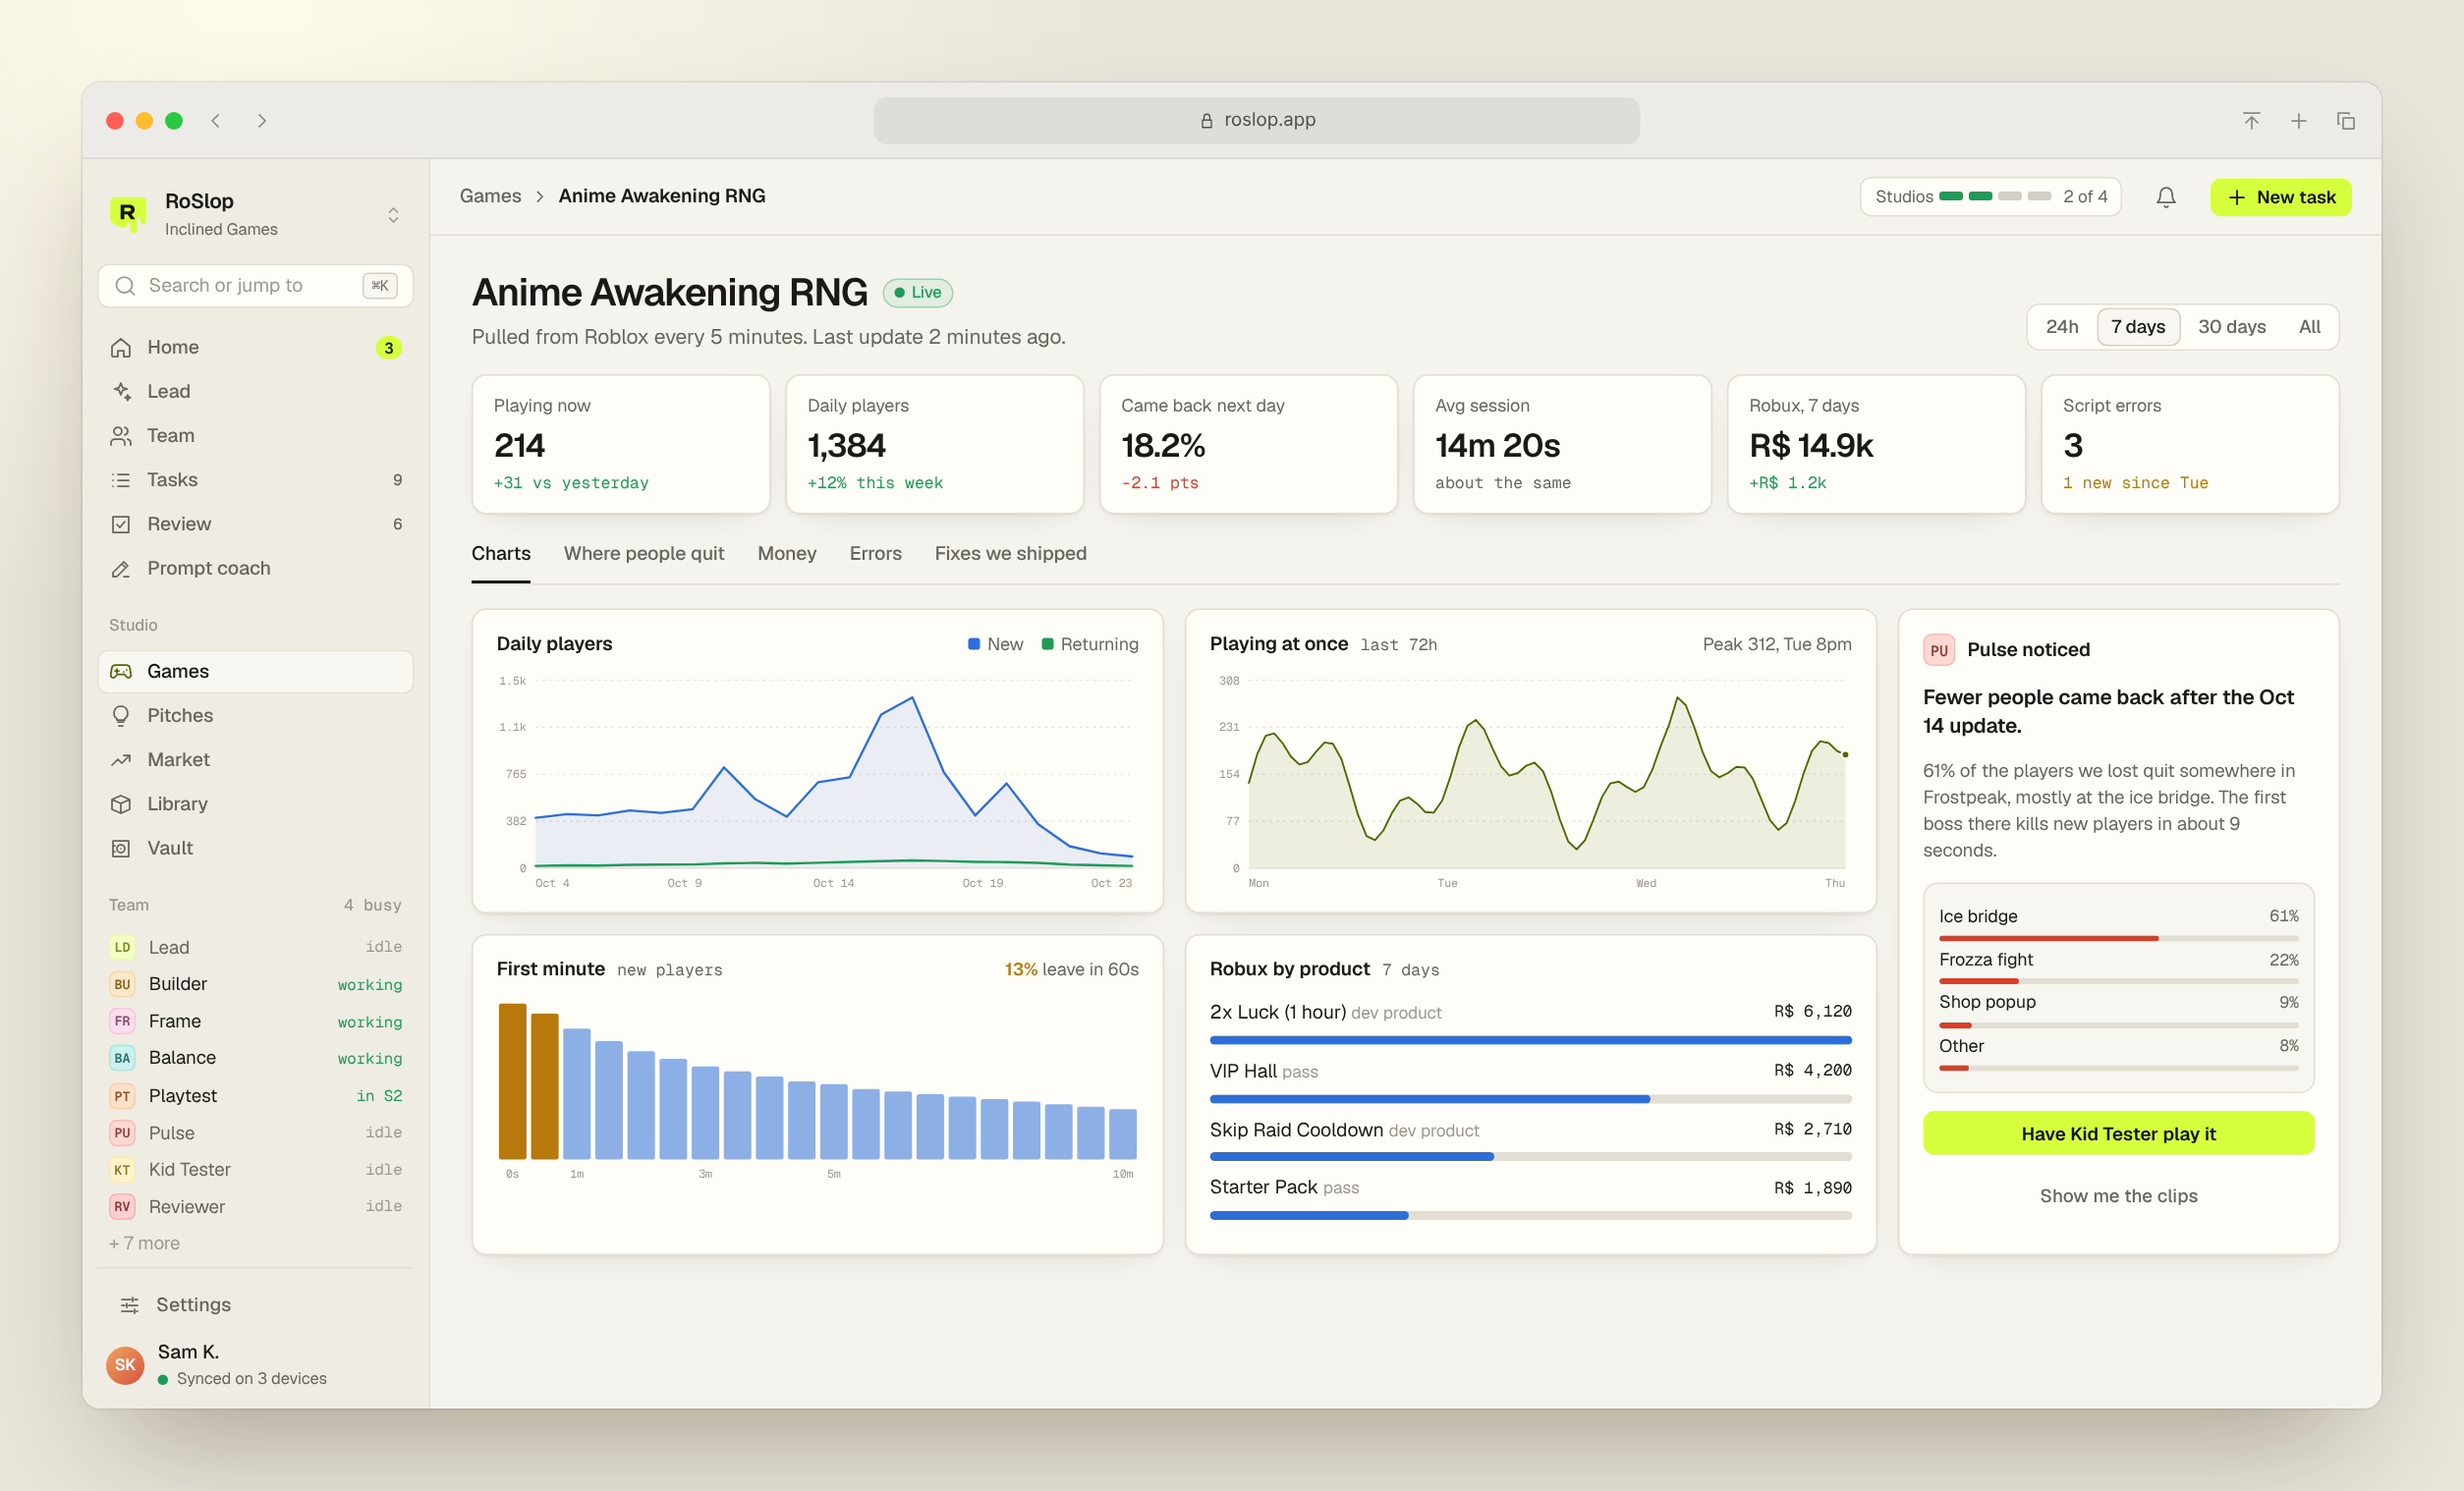 roslop.app
R
RoSlop
Inclined Games
Search or jump to
⌘K
Home
3
Lead
Team
Tasks
9
Review
6
Prompt coach
Studio
Games
Pitches
Market
Library
Vault
Team
4 busy
LD Lead idle
BU Builder working
FR Frame working
BA Balance working
PT Playtest in S2
PU Pulse idle
KT Kid Tester idle
RV Reviewer idle
+ 7 more
Settings
SK
Sam K.
Synced on 3 devices
Games > Anime Awakening RNG
Studios 2 of 4
+ New task
Anime Awakening RNG
Live
Pulled from Roblox every 5 minutes. Last update 2 minutes ago.
24h 7 days 30 days All
Playing now
214
+31 vs yesterday
Daily players
1,384
+12% this week
Came back next day
18.2%
-2.1 pts
Avg session
14m 20s
about the same
Robux, 7 days
R$ 14.9k
+R$ 1.2k
Script errors
3
1 new since Tue
Charts Where people quit Money Errors Fixes we shipped
Daily players
New Returning
1.5k
1.1k
765
382
0
Oct 4 Oct 9 Oct 14 Oct 19 Oct 23
Playing at once last 72h
Peak 312, Tue 8pm
308
231
154
77
0
Mon Tue Wed Thu
First minute new players
13% leave in 60s
0s 1m 3m 5m 10m
Robux by product 7 days
2x Luck (1 hour) dev product R$ 6,120
VIP Hall pass R$ 4,200
Skip Raid Cooldown dev product R$ 2,710
Starter Pack pass R$ 1,890
PU Pulse noticed
Fewer people came back after the Oct
14 update.
61% of the players we lost quit somewhere in
Frostpeak, mostly at the ice bridge. The first
boss there kills new players in about 9
seconds.
Ice bridge 61%
Frozza fight 22%
Shop popup 9%
Other 8%
Have Kid Tester play it
Show me the clips